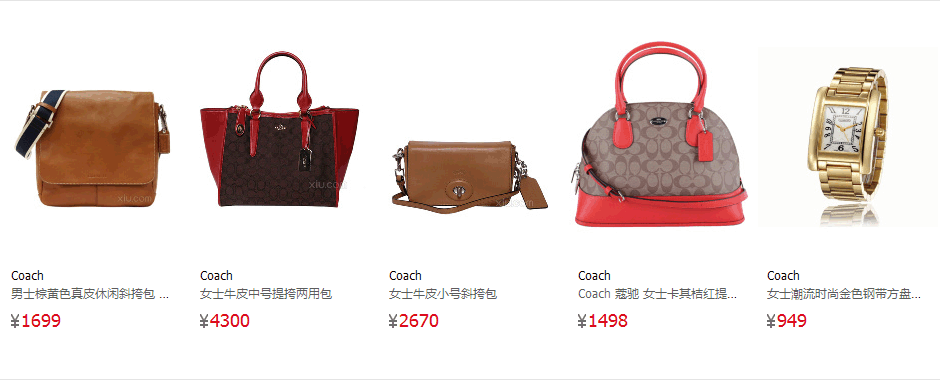 xiu.com
xiu.com
xiu.com
Coach
男士棕黄色真皮休闲斜挎包 ...
¥1699
Coach
女士牛皮中号提挎两用包
¥4300
Coach
女士牛皮小号斜挎包
¥2670
Coach
Coach 蔻驰 女士卡其桔红提...
¥1498
Coach
女士潮流时尚金色钢带方盘...
¥949